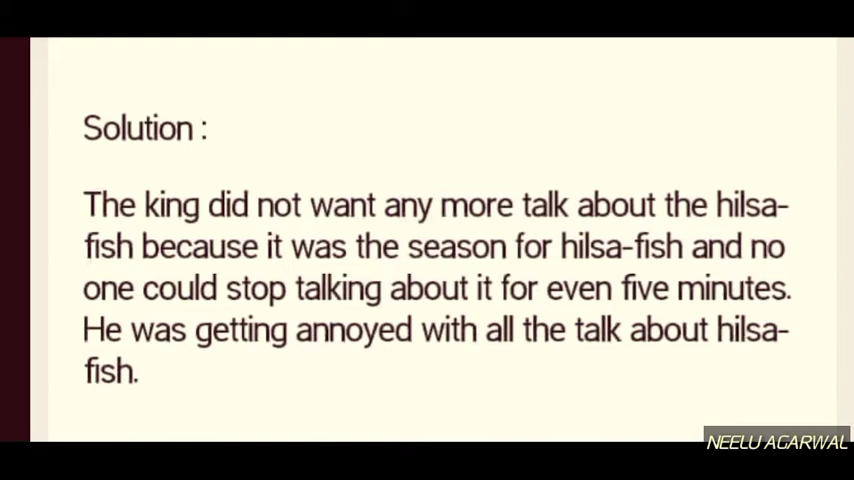 Solution :
The king did not want any more talk about the hilsa-
fish because it was the season for hilsa-fish and no
one could stop talking about it for even five minutes.
He was getting annoyed with all the talk about hilsa-
fish.
NEELU AGARWAL